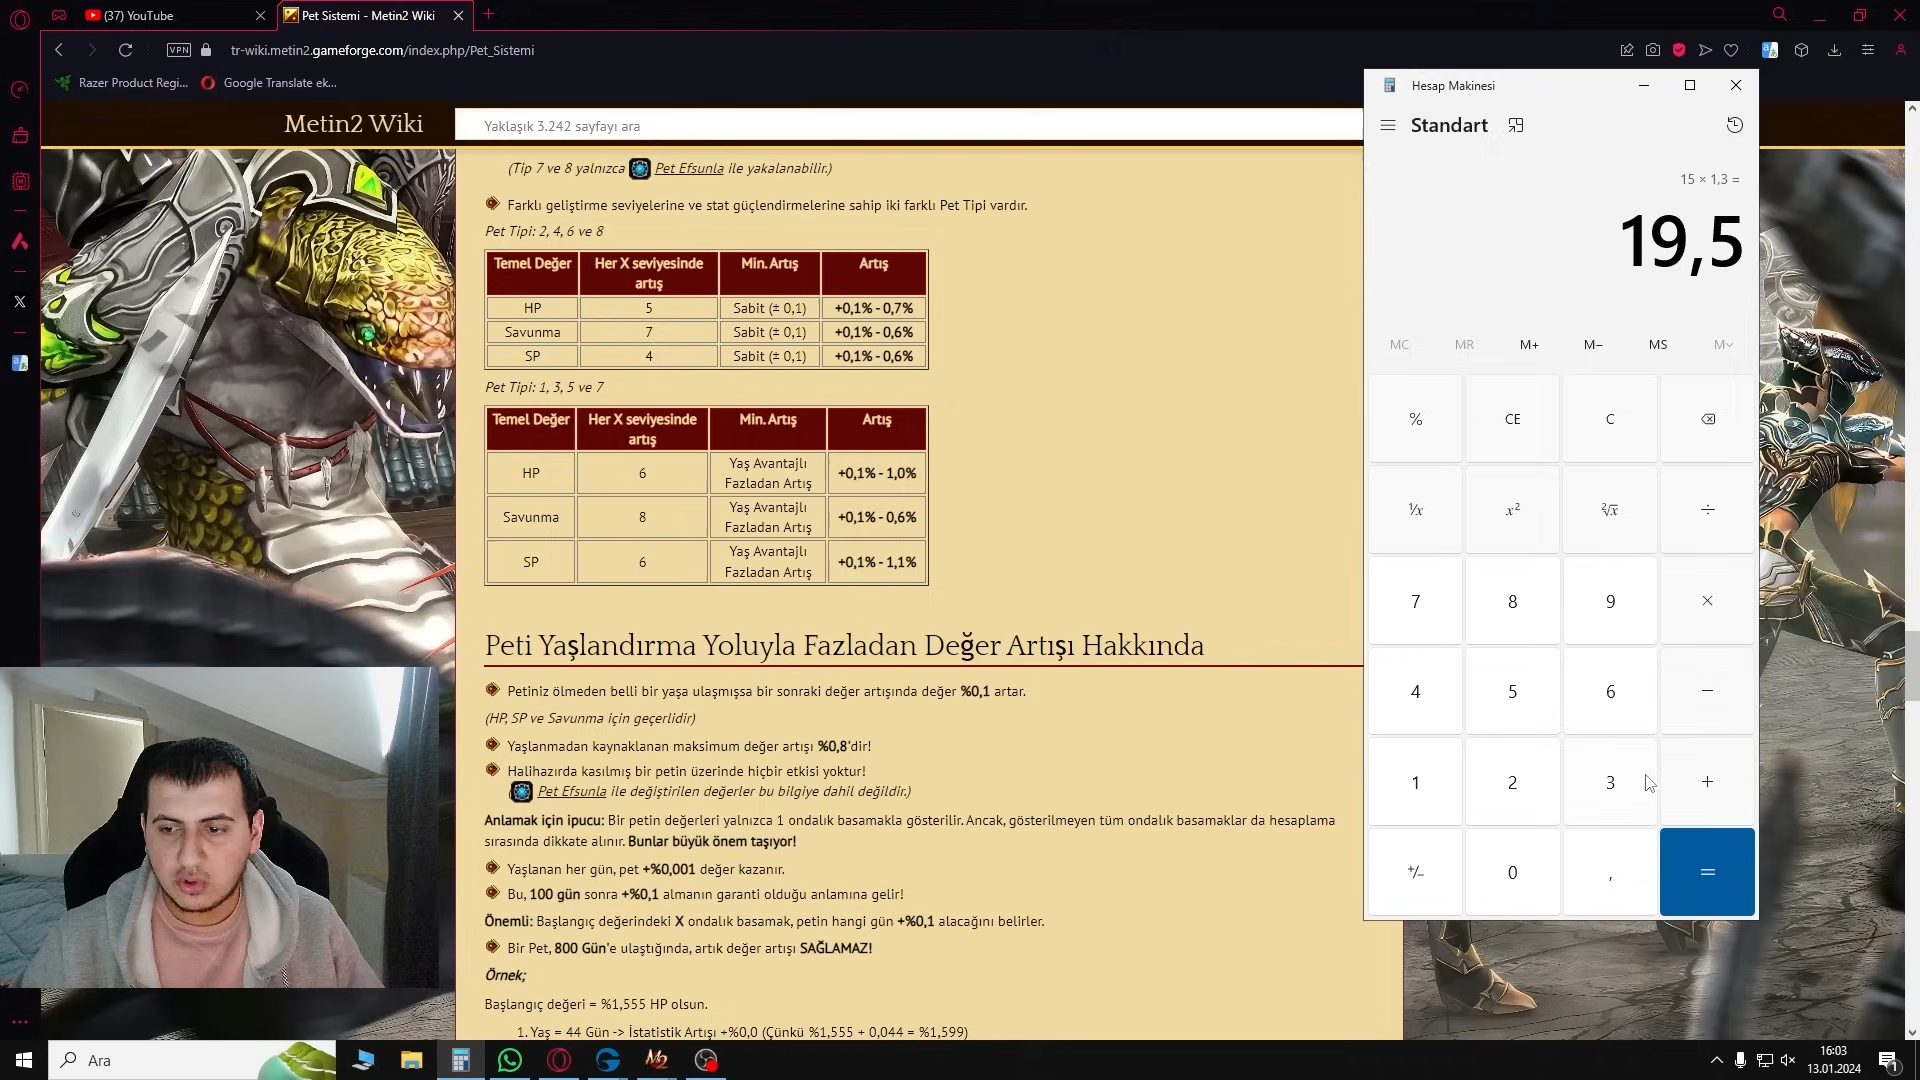 (37) YouTube
Pet Sistemi - Metin2 Wiki
VPN
tr-wiki.metin2.gameforge.com/index.php/Pet_Sistemi
Razer Product Regi...
Google Translate ek...
Metin2 Wiki
Yaklaşık 3.242 sayfayı ara
(Tip 7 ve 8 yalnızca Pet Efsunla ile yakalanabilir.)
Farklı geliştirme seviyelerine ve stat güçlendirmelerine sahip iki farklı Pet Tipi vardır.
Pet Tipi: 2, 4, 6 ve 8
Temel Değer Her X seviyesinde artış Min. Artış Artış
HP 5 Sabit (± 0,1) +0,1% - 0,7%
Savunma 7 Sabit (± 0,1) +0,1% - 0,6%
SP 4 Sabit (± 0,1) +0,1% - 0,6%
Pet Tipi: 1, 3, 5 ve 7
Temel Değer Her X seviyesinde artış Min. Artış Artış
HP 6 Yaş Avantajlı Fazladan Artış +0,1% - 1,0%
Savunma 8 Yaş Avantajlı Fazladan Artış +0,1% - 0,6%
SP 6 Yaş Avantajlı Fazladan Artış +0,1% - 1,1%
Peti Yaşlandırma Yoluyla Fazladan Değer Artışı Hakkında
Petiniz ölmeden belli bir yaşa ulaşmışsa bir sonraki değer artışında değer %0,1 artar.
(HP, SP ve Savunma için geçerlidir)
Yaşlanmadan kaynaklanan maksimum değer artışı %0,8'dir!
Halihazırda kasılmış bir petin üzerinde hiçbir etkisi yoktur!
(Pet Efsunla ile değiştirilen değerler bu bilgiye dahil değildir.)
Anlamak için ipucu: Bir petin değerleri yalnızca 1 ondalık basamakla gösterilir. Ancak, gösterilmeyen tüm ondalık basamaklar da hesaplama
sırasında dikkate alınır. Bunlar büyük önem taşıyor!
Yaşlanan her gün, pet +%0,001 değer kazanır.
Bu, 100 gün sonra +%0,1 almanın garanti olduğu anlamına gelir!
Önemli: Başlangıç değerindeki X ondalık basamak, petin hangi gün +%0,1 alacağını belirler.
Bir Pet, 800 Gün'e ulaştığında, artık değer artışı SAĞLAMAZ!
Örnek;
Başlangıç değeri = %1,555 HP olsun.
1. Yaş = 44 Gün -> İstatistik Artışı +%0,0 (Çünkü %1,555 + 0,044 = %1,599)
Hesap Makinesi
Standart
15 × 1,3 =
19,5
MC MR M+ M− MS M
% CE C
1/x x² ²√x ÷
7 8 9 ×
4 5 6 −
1 2 3 +
+/− 0 , =
Ara
16:03
13.01.2024
1